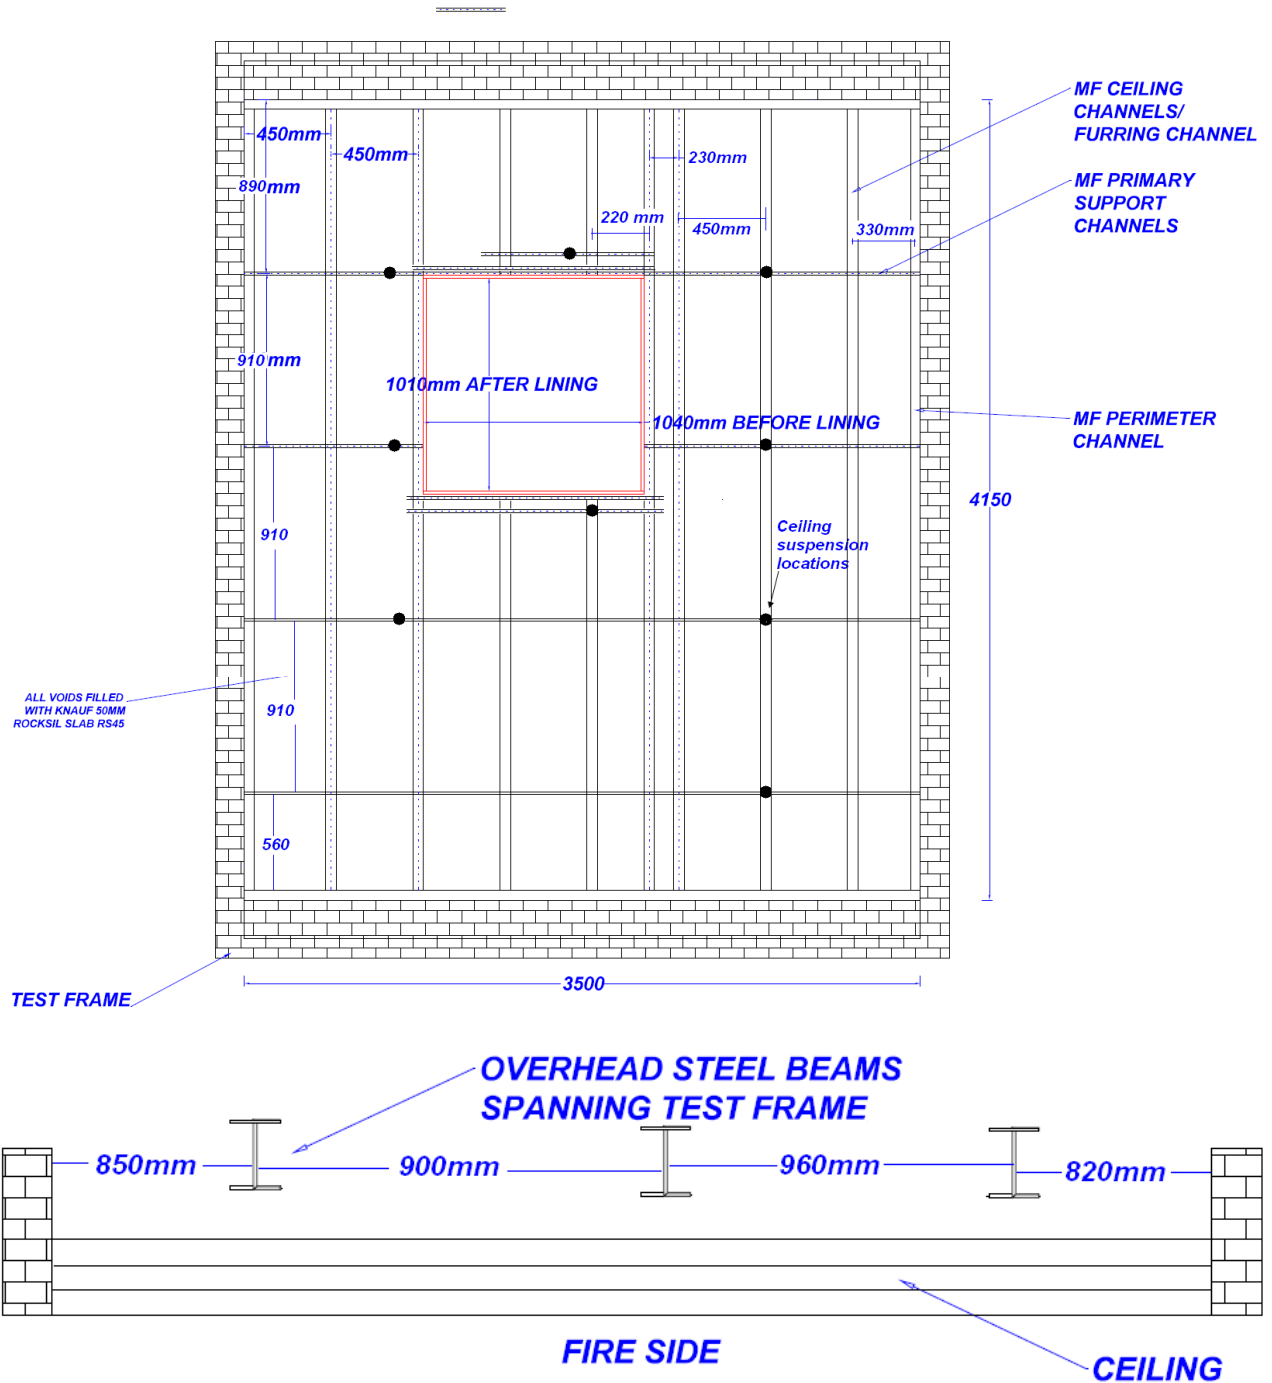 MF CEILING
CHANNELS/
FURRING CHANNEL
450mm
450mm
230mm
890mm
MF PRIMARY
SUPPORT
CHANNELS
220 mm
450mm
330mm
910mm
1010mm AFTER LINING
1040mm BEFORE LINING
MF PERIMETER
CHANNEL
4150
910
Ceiling
suspension
locations
ALL VOIDS FILLED
WITH KNAUF 50MM
ROCKSIL SLAB RS45
910
560
TEST FRAME
3500
OVERHEAD STEEL BEAMS
SPANNING TEST FRAME
850mm
900mm
960mm
820mm
FIRE SIDE
CEILING